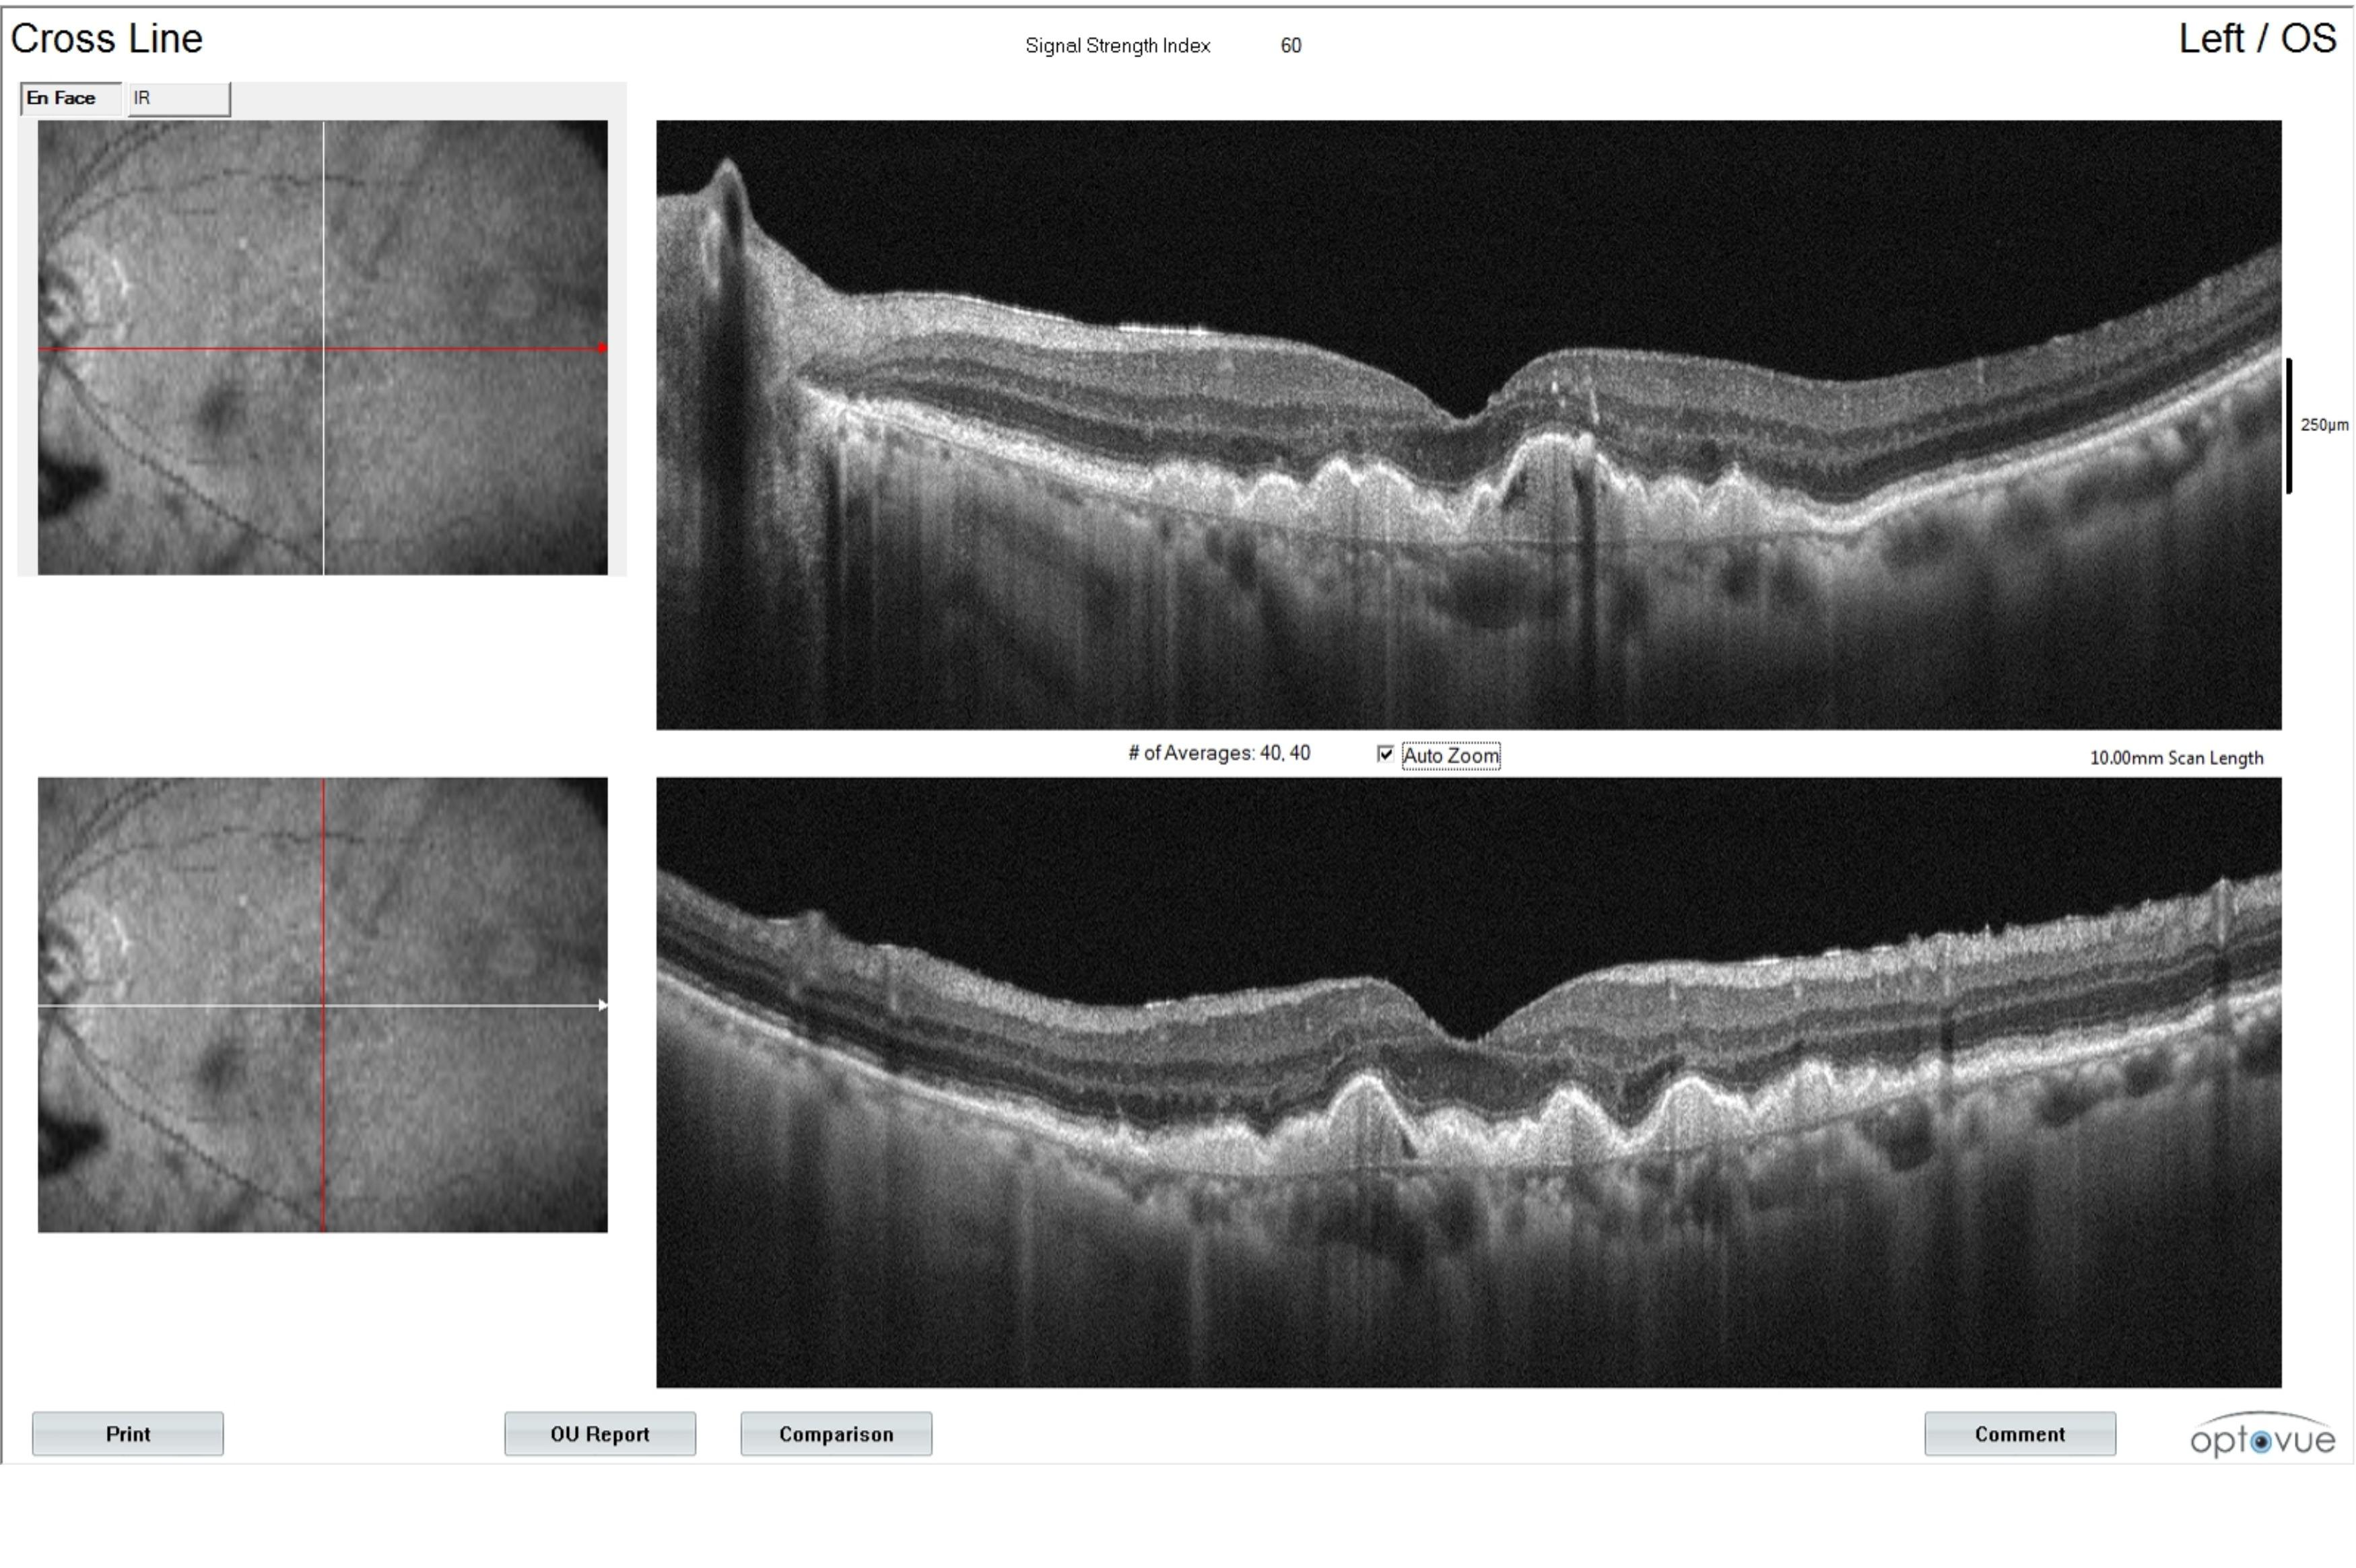 Cross Line
Signal Strength Index 60
Left / OS
En Face IR
250µm
# of Averages: 40, 40
Auto Zoom
10.00mm Scan Length
Print
OU Report
Comparison
Comment
optovue